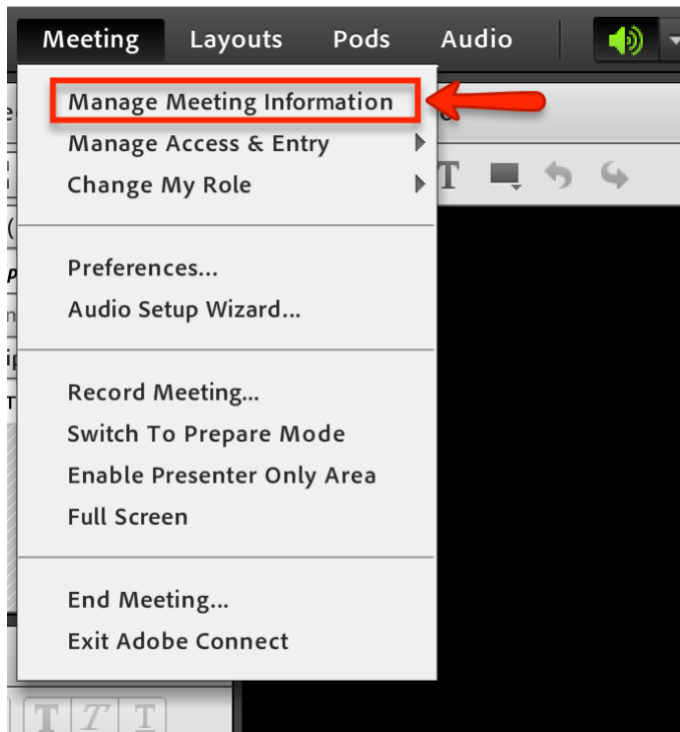 Meeting Layouts Pods Audio
Manage Meeting Information
Manage Access & Entry
Change My Role
T
Preferences...
Audio Setup Wizard...
Record Meeting...
Switch To Prepare Mode
Enable Presenter Only Area
Full Screen
End Meeting...
Exit Adobe Connect
T T T